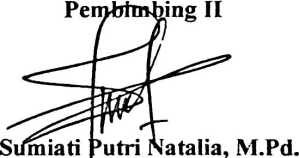 Pembimbing II
Sumiati Putri Natalia, M.Pd.